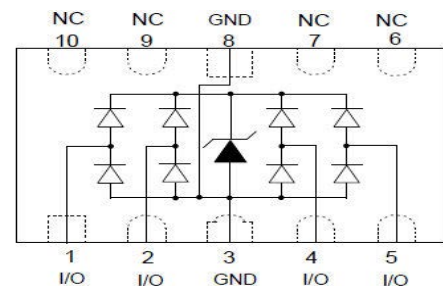 NC NC GND NC NC
10 9 8 7 6
1 2 3 4 5
I/O I/O GND I/O I/O